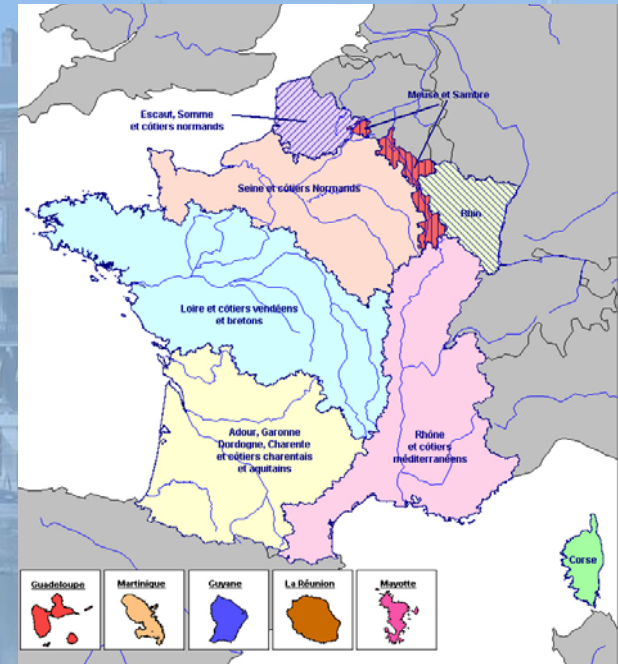 Meuse et Sambre
Escaut, Somme
et côtiers normands
Seine et côtiers Normands
Rhin
Loire et côtiers vendéens
et bretons
Adour, Garonne
Dordogne, Charente
et côtiers charentais
et aquitains
Rhône
et côtiers
méditerranéens
Corse
Guadeloupe
Martinique
Guyane
La Réunion
Mayotte